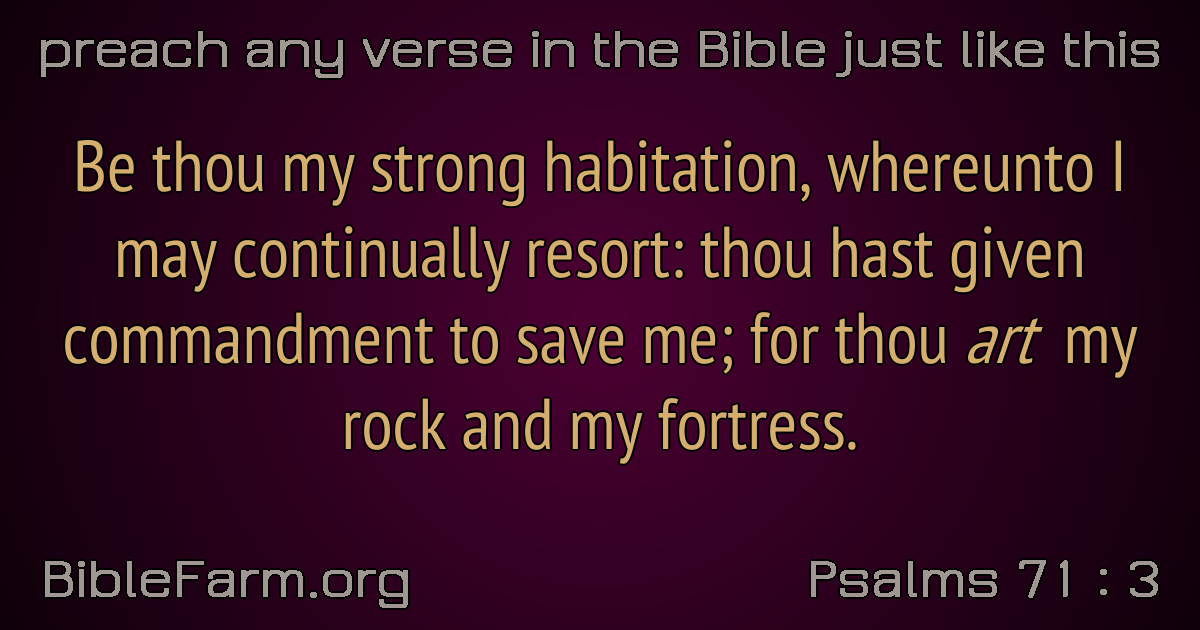 preach any verse in the Bible just like this
Be thou my strong habitation, whereunto I
may continually resort: thou hast given
commandment to save me; for thou art my
rock and my fortress.
BibleFarm.org
Psalms 71 : 3